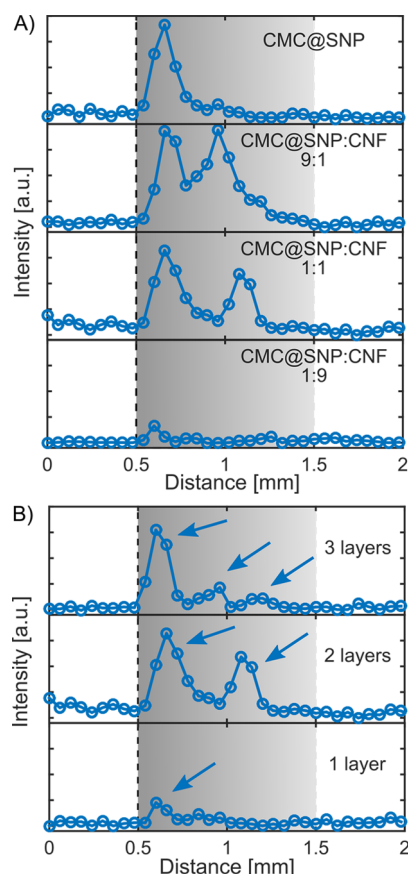 A)
CMC@SNP
CMC@SNP:CNF
9:1
CMC@SNP:CNF
1:1
CMC@SNP:CNF
1:9
Intensity [a.u.]
0 0.5 1 1.5 2
Distance [mm]
B)
3 layers
2 layers
1 layer
Intensity [a.u.]
0 0.5 1 1.5 2
Distance [mm]